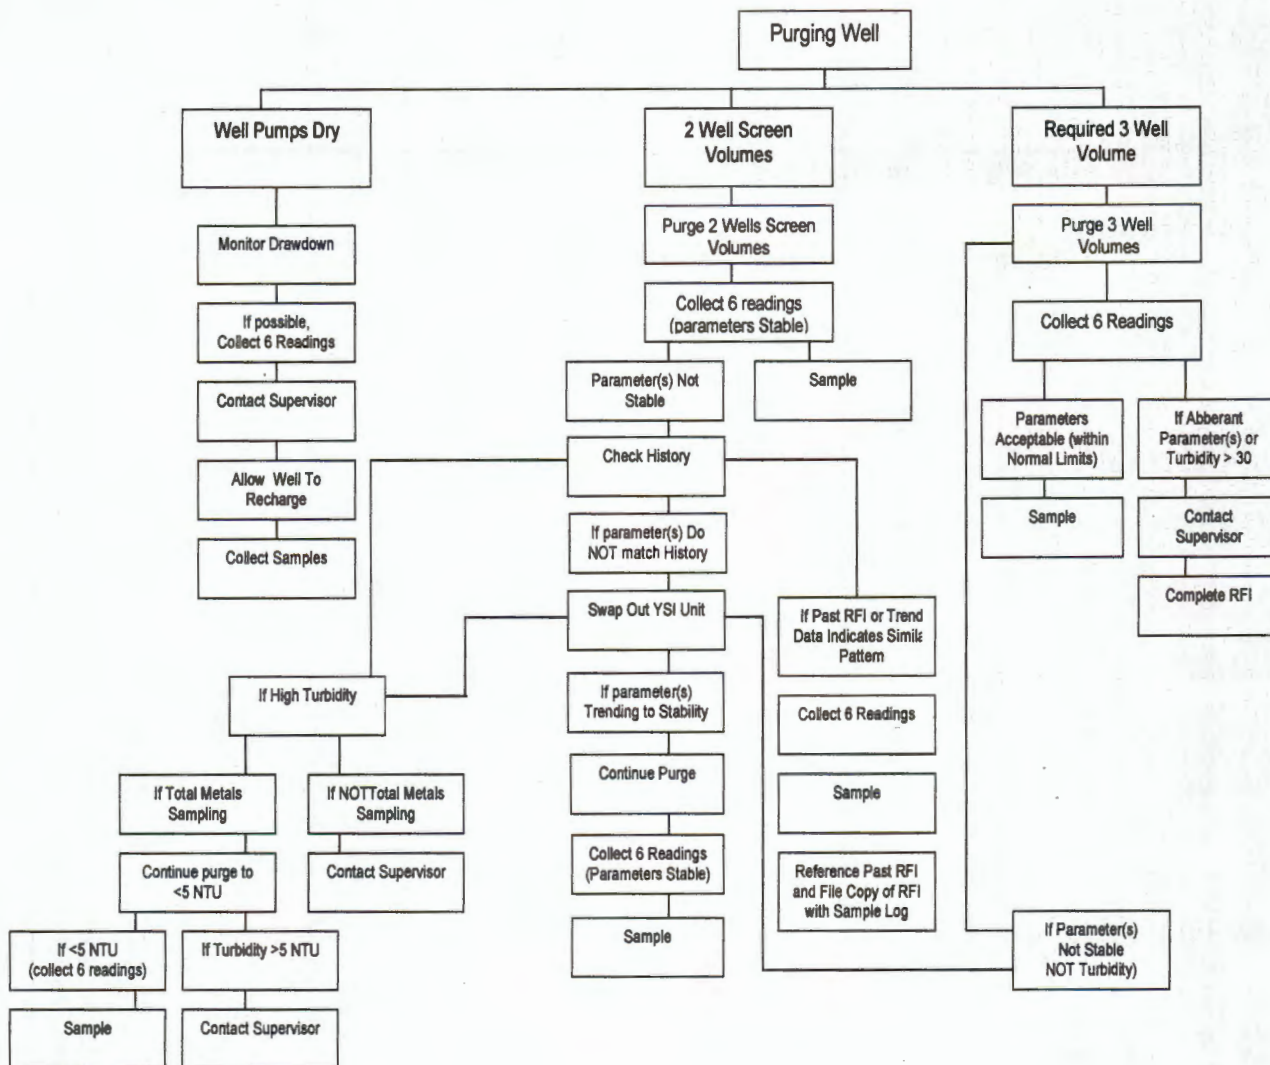 Purging Well
Well Pumps Dry
2 Well Screen
Volumes
Required 3 Well
Volume
Monitor Drawdown
Purge 2 Wells Screen
Volumes
Purge 3 Well
Volumes
If possible,
Collect 6 Readings
Collect 6 readings
(parameters Stable)
Collect 6 Readings
Contact Supervisor
Parameter(s) Not
Stable
Sample
Parameters
Acceptable (within
Normal Limits)
If Abberant
Parameter(s) or
Turbidity > 30
Allow Well To
Recharge
Check History
Sample
Contact
Supervisor
Collect Samples
If parameter(s) Do
NOT match History
Complete RFI
Swap Out YSI Unit
If Past RFI or Trend
Data Indicates Simila
Pattern
If High Turbidity
If parameter(s)
Trending to Stability
Collect 6 Readings
If Total Metals
Sampling
If NOTTotal Metals
Sampling
Continue Purge
Sample
Continue purge to
<5 NTU
Contact Supervisor
Collect 6 Readings
(Parameters Stable)
Reference Past RFI
and File Copy of RFI
with Sample Log
If <5 NTU
(collect 6 readings)
If Turbidity >5 NTU
Sample
If Parameter(s)
Not Stable
NOT Turbidity)
Sample
Contact Supervisor